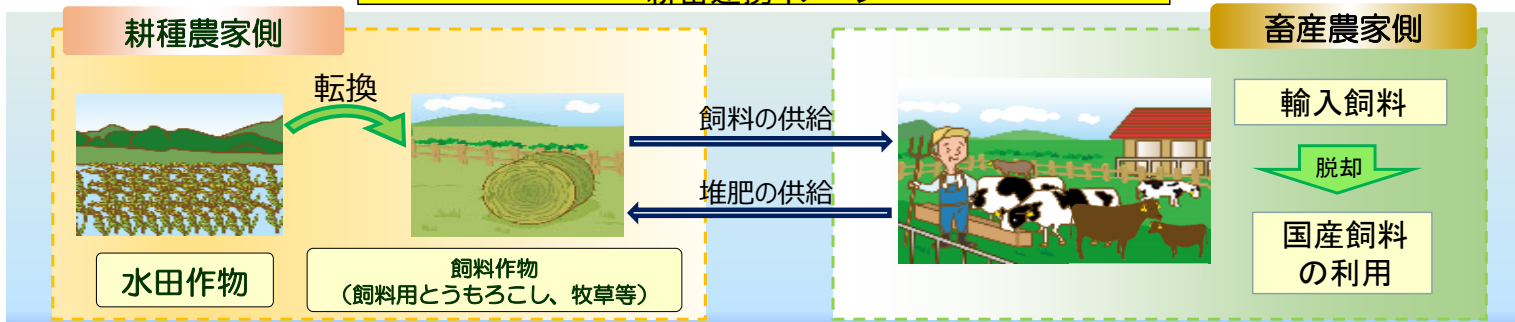 耕種農家側
転換
水田作物
飼料作物
（飼料用とうもろこし、牧草等）
飼料の供給
堆肥の供給
畜産農家側
輸入飼料
脱却
国産飼料
の利用